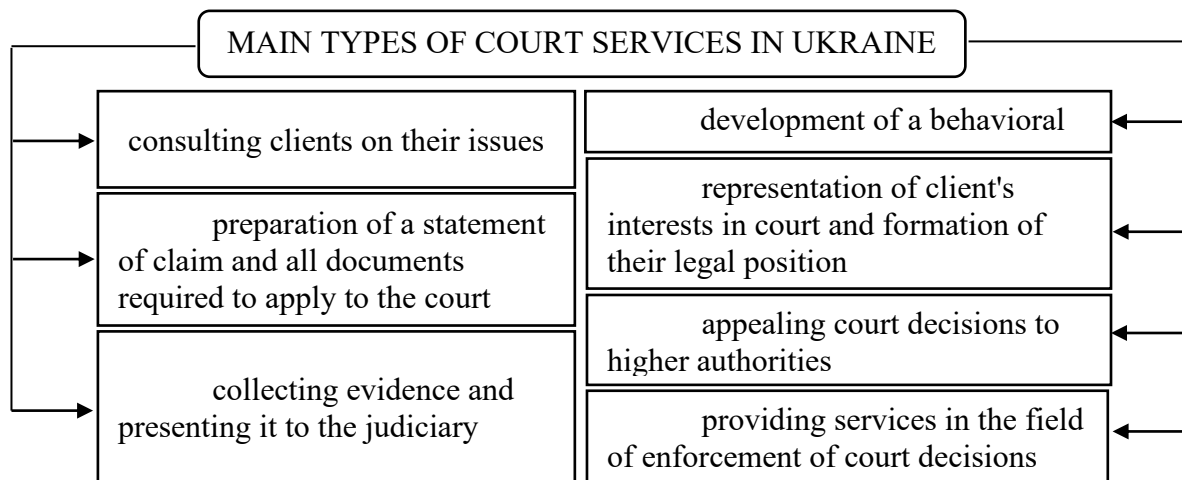 MAIN TYPES OF COURT SERVICES IN UKRAINE
consulting clients on their issues
preparation of a statement
of claim and all documents
required to apply to the court
collecting evidence and
presenting it to the judiciary
development of a behavioral
representation of client's
interests in court and formation of
their legal position
appealing court decisions to
higher authorities
providing services in the field
of enforcement of court decisions